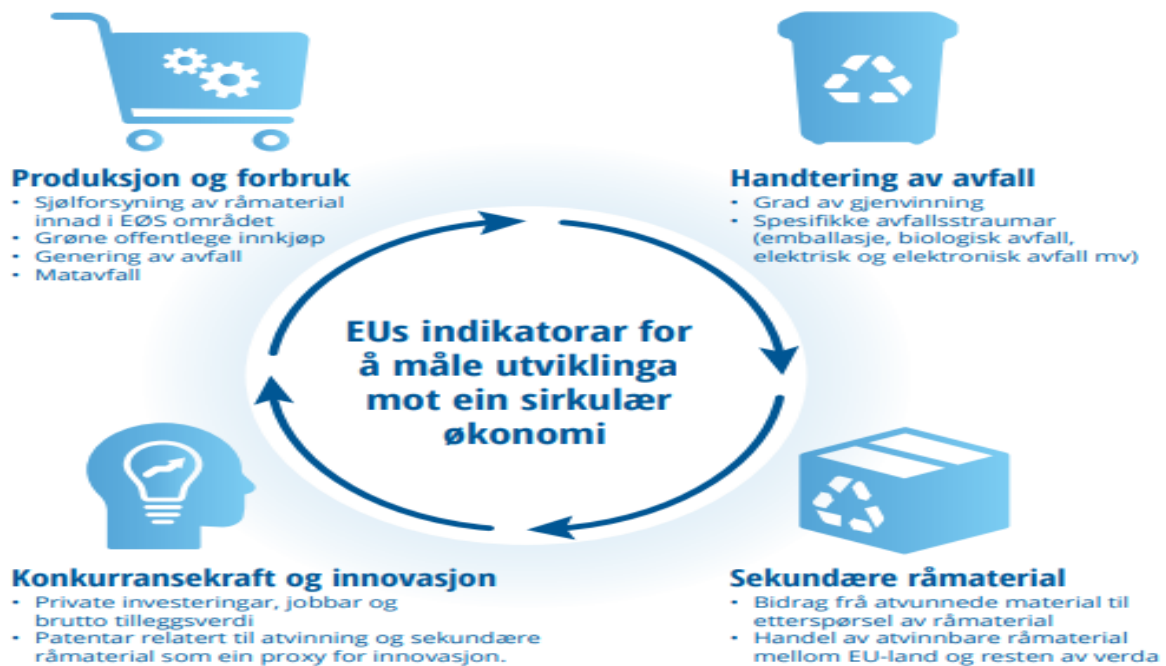 Produksjon og forbruk
• Sjølforsyning av råmaterial
innad i EØS området
• Grøne offentlege innkjøp
• Genering av avfall
• Matavfall
Handtering av avfall
• Grad av gjenvinning
• Spesifikke avfallsstraumar
(emballasje, biologisk avfall,
elektrisk og elektronisk avfall mv)
EUs indikatorar for
å måle utviklinga
mot ein sirkulær
økonomi
Konkurransekraft og innovasjon
• Private investeringar, jobbar og
brutto tilleggsverdi
• Patentar relatert til atvinning og sekundære
råmaterial som ein proxy for innovasjon.
Sekundære råmaterial
• Bidrag frå atvunnede material til
etterspørsel av råmaterial
• Handel av atvinnbare råmaterial
mellom EU-land og resten av verda